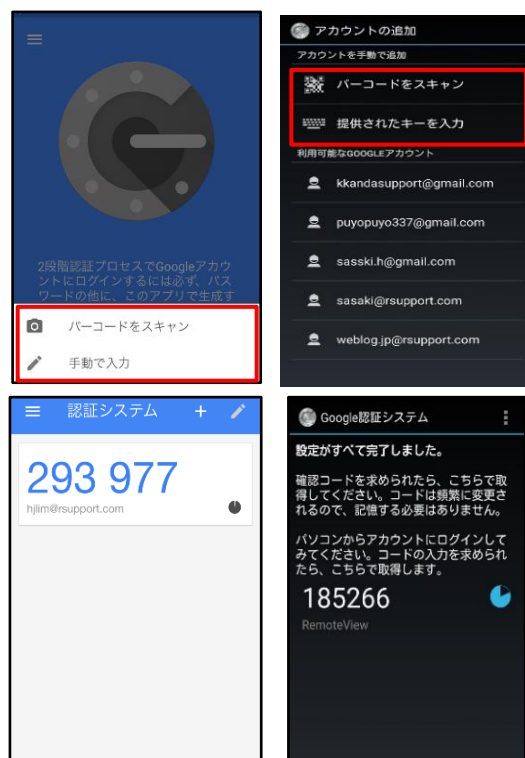 2段階認証プロセスでGoogleアカウ
ントにログインするには必ず、パス
ワードの他に、このアプリで生成す
バーコードをスキャン
手動で入力
アカウントの追加
アカウントを手動で追加
バーコードをスキャン
提供されたキーを入力
利用可能なGOOGLEアカウント
kkandasupport@gmail.com
puyopuyo337@gmail.com
sasski.h@gmail.com
sasaki@rsupport.com
weblog.jp@rsupport.com
認証システム
293 977
hjlim@rsupport.com
Google認証システム
設定がすべて完了しました。
確認コードを求められたら、こちらで取
得してください。コードは頻繁に変更さ
れるので、記憶する必要はありません。
パソコンからアカウントにログインして
みてください。コードの入力を求められ
たら、こちらで取得します。
185266
RemoteView